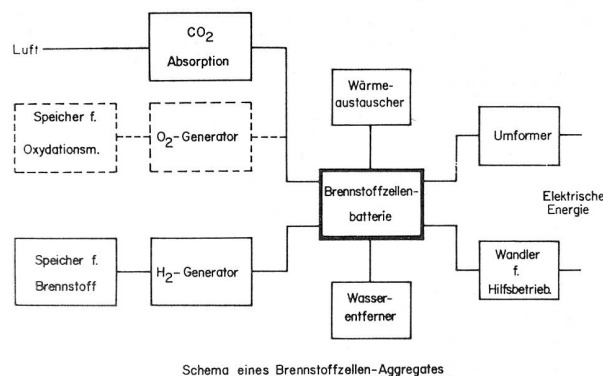 Luft
CO2
Absorption
Speicher f.
Oxydationsm.
O2-Generator
Speicher f.
Brennstoff
H2-Generator
Wärme-
austauscher
Brennstoffzellen-
batterie
Wasser-
entferner
Umformer
Elektrische
Energie
Wandler
f.
Hilfsbetrieb.
Schema eines Brennstoffzellen-Aggregates